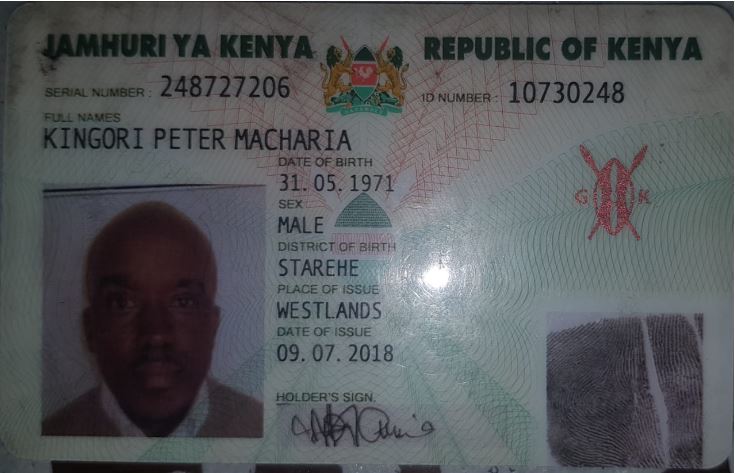 JAMHURI YA KENYA REPUBLIC OF KENYA
SERIAL NUMBER: 248727206 ID NUMBER: 10730248
FULL NAMES
KINGORI PETER MACHARIA
DATE OF BIRTH
31. 05. 1971
SEX
MALE
DISTRICT OF BIRTH
STAREHE
PLACE OF ISSUE
WESTLANDS
DATE OF ISSUE
09. 07. 2018
HOLDER'S SIGN.
G K